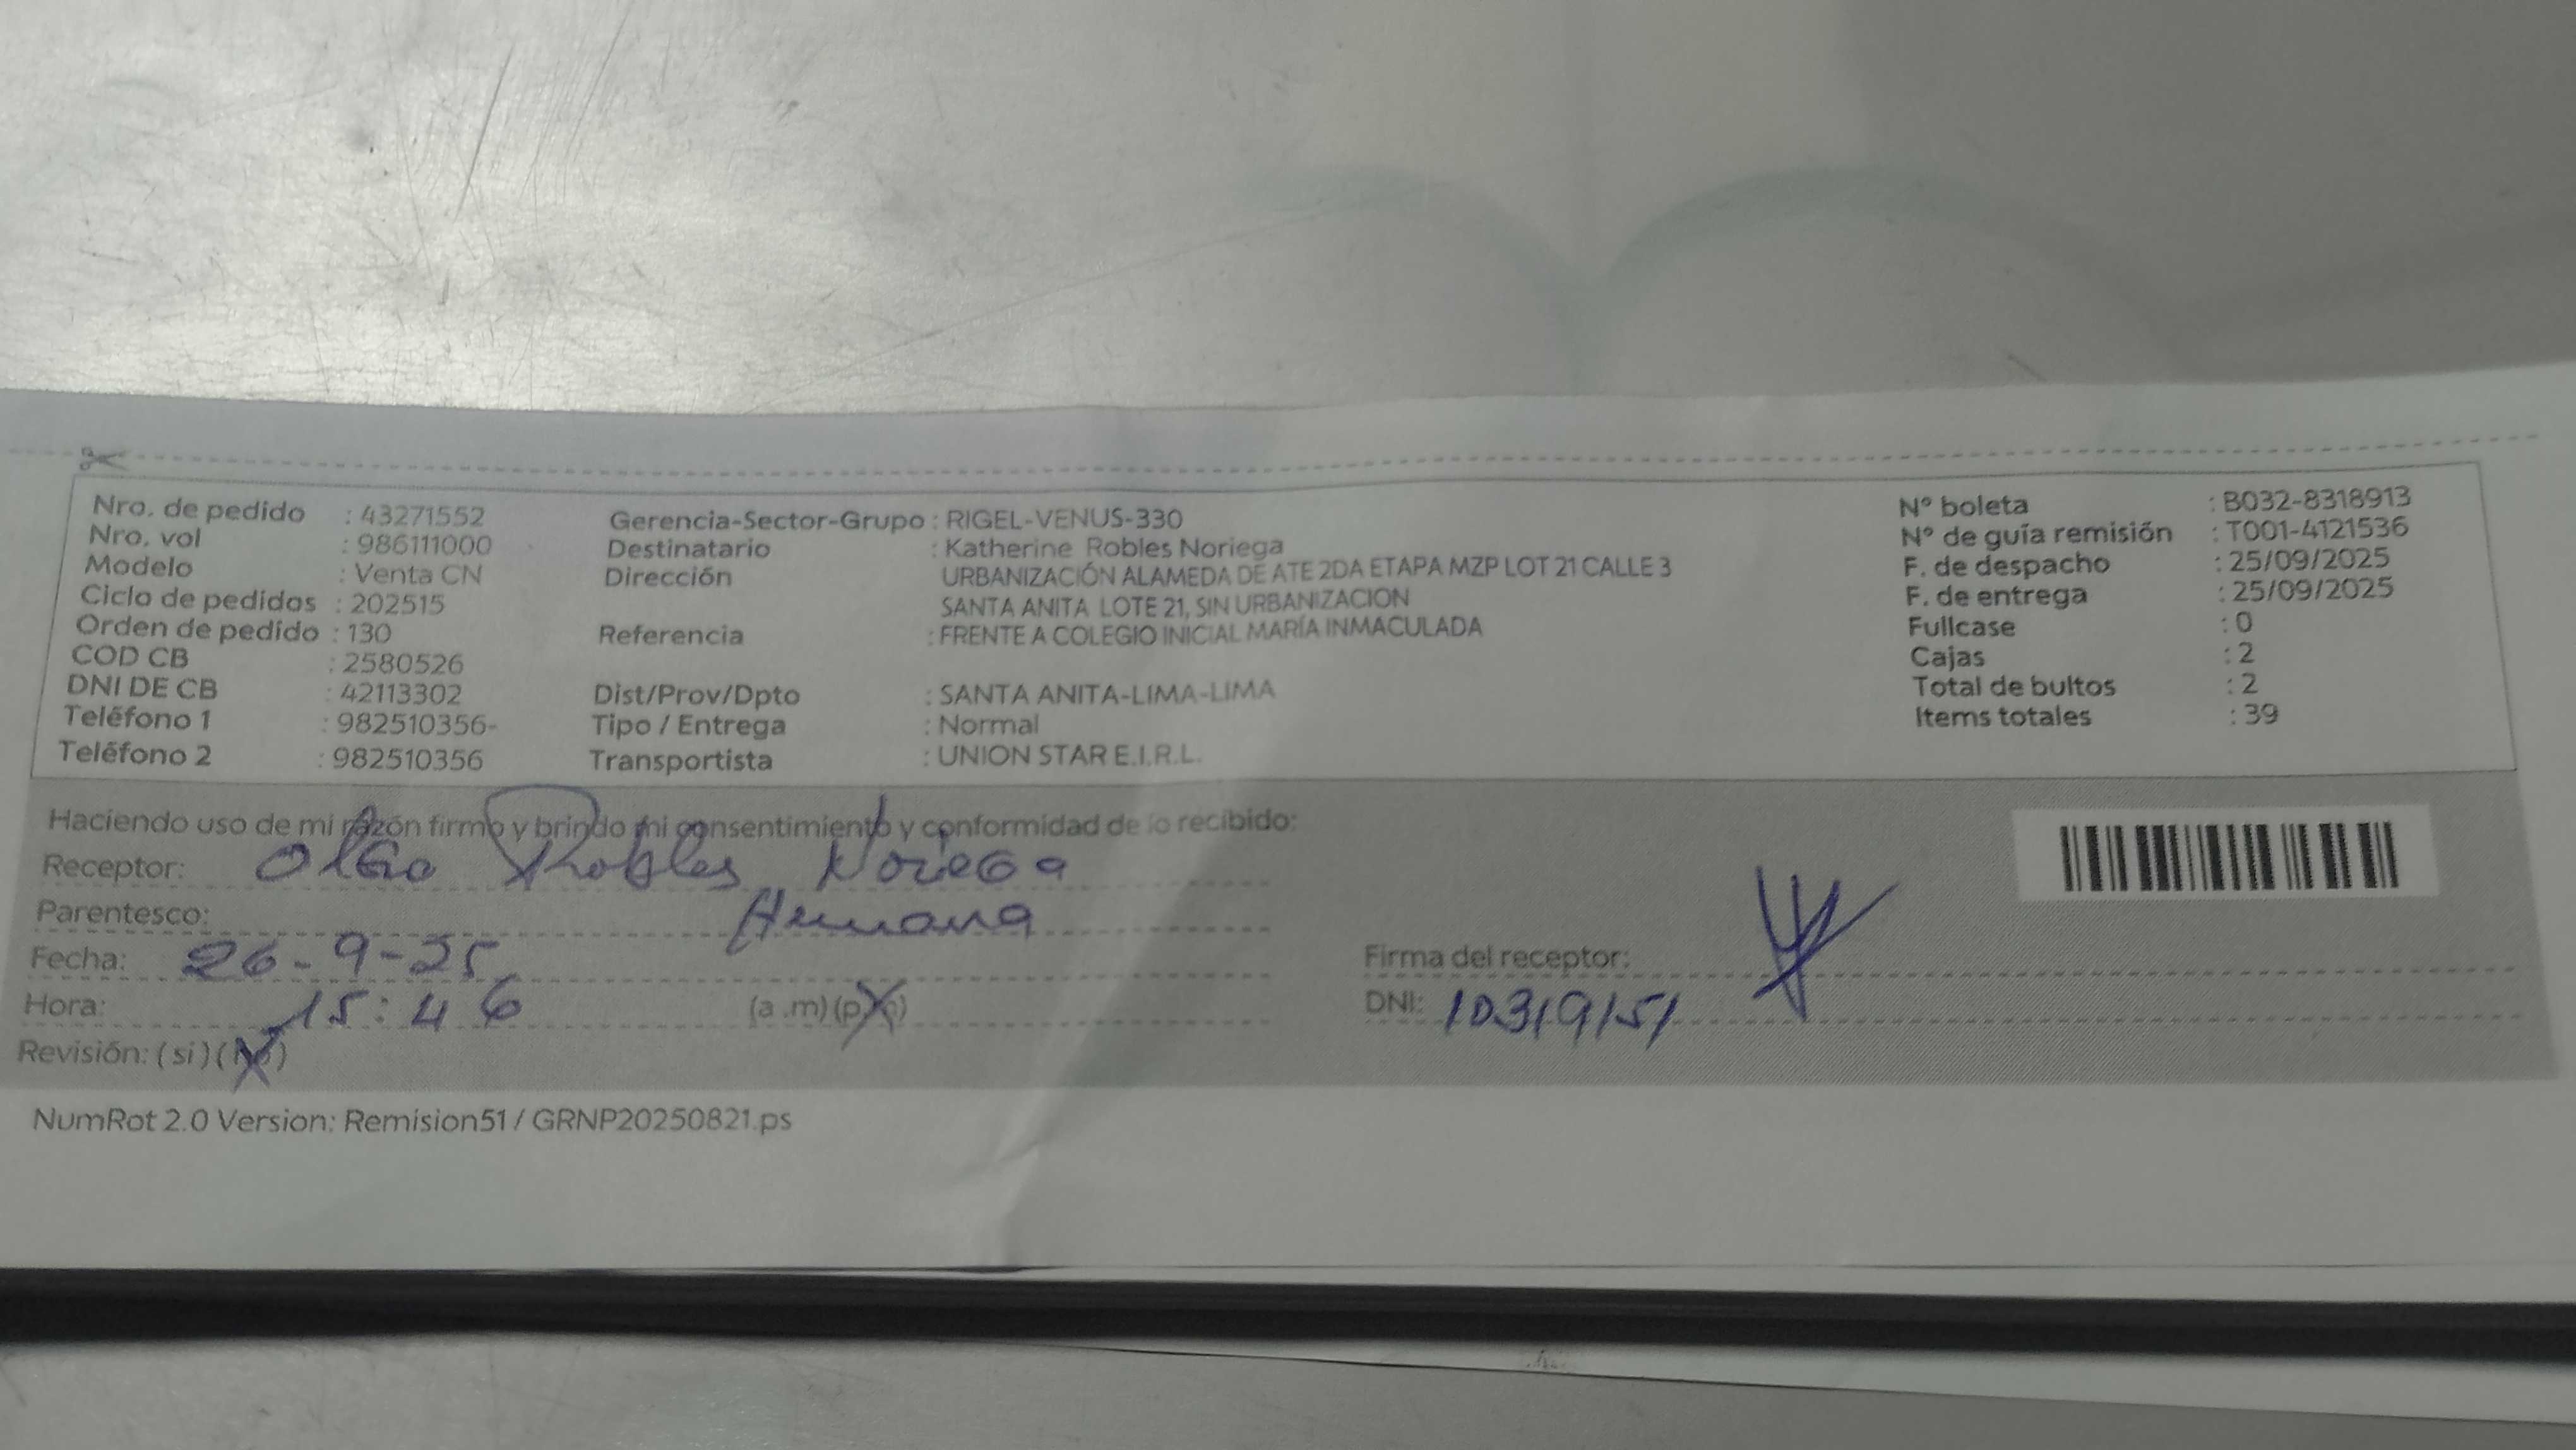 Nro. de pedido : 43271552
Nro. vol : 986111000
Modelo : Venta CN
Ciclo de pedidos : 202515
Orden de pedido : 130
COD CB : 2580526
DNI DE CB : 42113302
Teléfono 1 : 982510356-
Teléfono 2 : 982510356
Gerencia-Sector-Grupo : RIGEL-VENUS-330
Destinatario : Katherine Robles Noriega
Dirección URBANIZACIÓN ALAMEDA DE ATE 2DA ETAPA MZP LOT 21 CALLE 3
SANTA ANITA LOTE 21, SIN URBANIZACION
Referencia : FRENTE A COLEGIO INICIAL MARÍA INMACULADA
Dist/Prov/Dpto : SANTA ANITA-LIMA-LIMA
Tipo / Entrega : Normal
Transportista : UNION STAR E.I.R.L.
N° boleta : B032-8318913
N° de guía remisión : T001-4121536
F. de despacho : 25/09/2025
F. de entrega : 25/09/2025
Fullcase : 0
Cajas : 2
Total de bultos : 2
Items totales : 39
Haciendo uso de mi razón firmo y brindo mi consentimiento y conformidad de lo recibido:
Receptor: Olga Robles Noriega
Parentesco: Hermana
Fecha: 26-9-25
Hora: 15:46 (a .m) (p.m)
Revisión: (si) (no)
Firma del receptor:
DNI: 10319151
NumRot 2.0 Version: Remision51 / GRNP20250821.ps